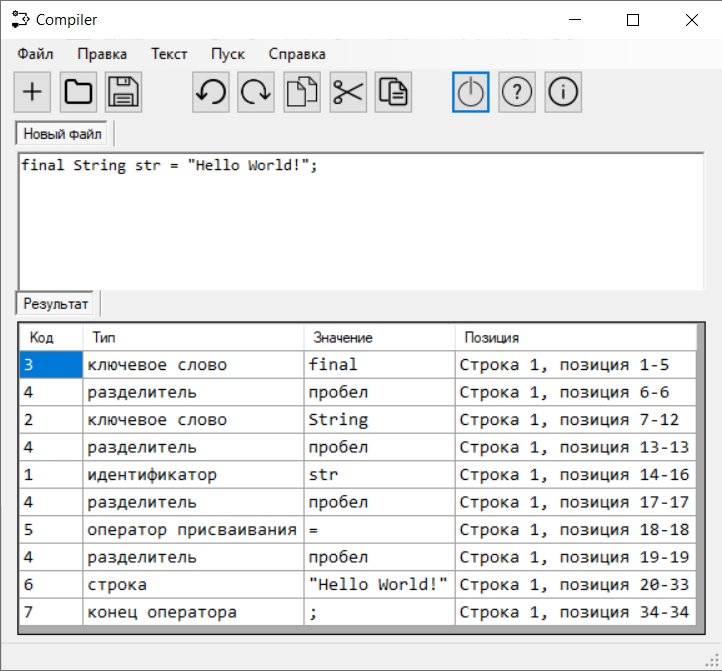 Compiler
Файл Правка Текст Пуск Справка
Новый файл
final String str = "Hello World!";
Результат
Код Тип Значение Позиция
3 ключевое слово final Строка 1, позиция 1-5
4 разделитель пробел Строка 1, позиция 6-6
2 ключевое слово String Строка 1, позиция 7-12
4 разделитель пробел Строка 1, позиция 13-13
1 идентификатор str Строка 1, позиция 14-16
4 разделитель пробел Строка 1, позиция 17-17
5 оператор присваивания = Строка 1, позиция 18-18
4 разделитель пробел Строка 1, позиция 19-19
6 строка "Hello World!" Строка 1, позиция 20-33
7 конец оператора ; Строка 1, позиция 34-34